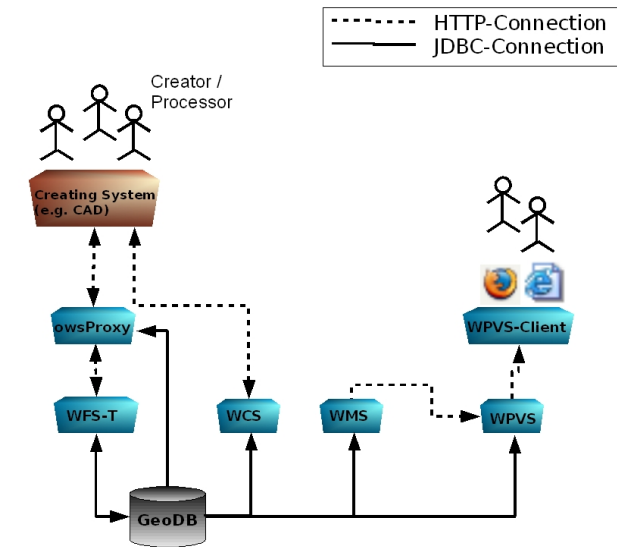 HTTP-Connection
JDBC-Connection
Creator /
Processor
Creating System
(e.g. CAD)
owsProxy
WPVS-Client
WFS-T
WCS
WMS
WPVS
GeoDB